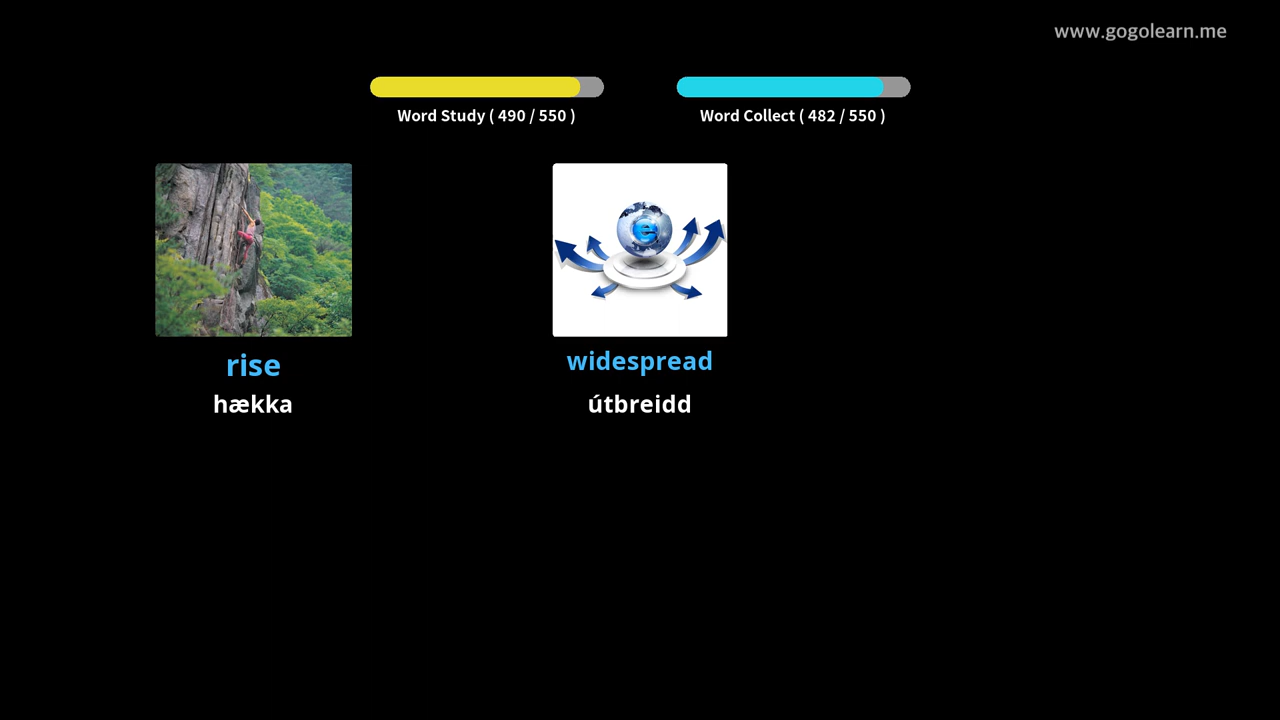 www.gogolearn.me
Word Study ( 490 / 550 )
Word Collect ( 482 / 550 )
e
rise
widespread
hækka
útbreidd